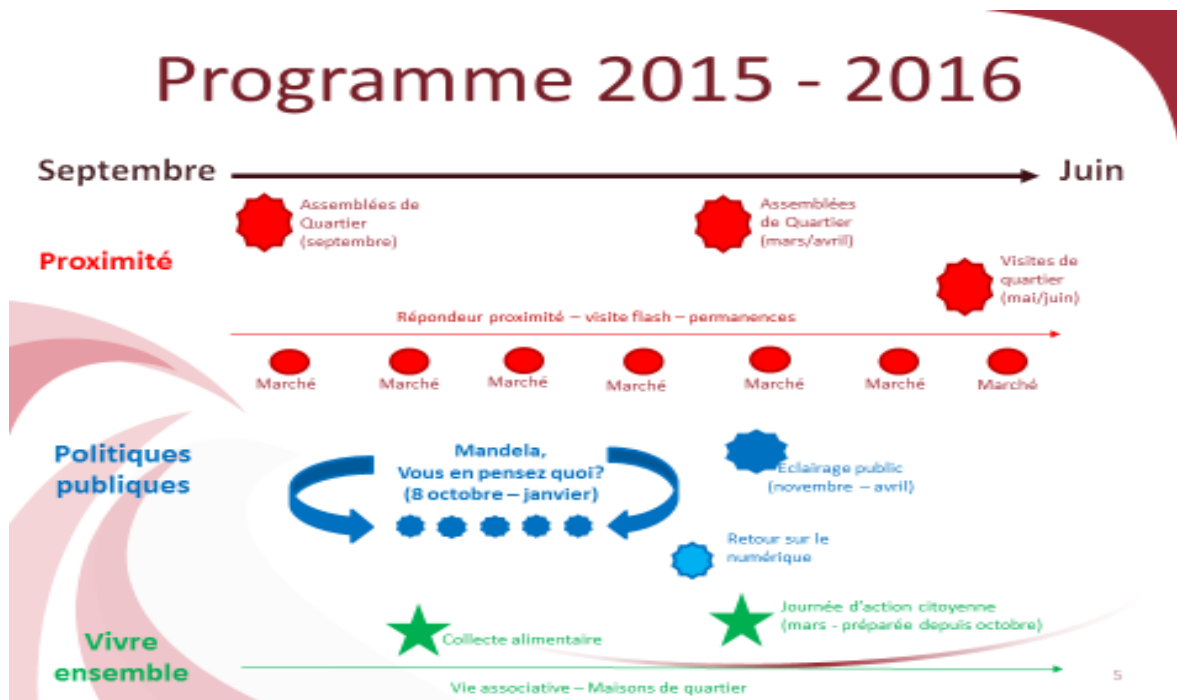 Programme 2015 - 2016
Septembre
Juin
Assemblées de
Quartier
(septembre)
Assemblées
de Quartier
(mars/avril)
Proximité
Visites de
quartier
(mai/juin)
Répondeur proximité – visite flash – permanences
Marché
Marché
Marché
Marché
Marché
Marché
Marché
Politiques
publiques
Mandela,
Vous en pensez quoi?
(8 octobre – janvier)
Eclairage public
(novembre – avril)
Retour sur le
numérique
Vivre
ensemble
Collecte alimentaire
Journée d'action citoyenne
(mars - préparée depuis octobre)
Vie associative – Maisons de quartier
5